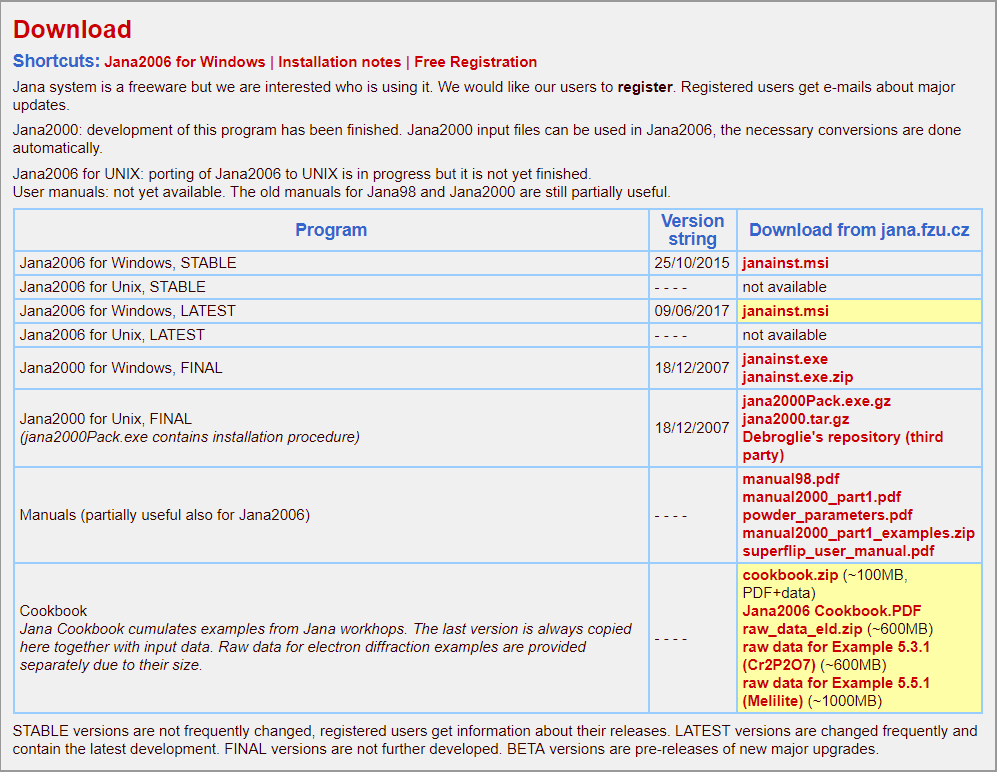 Download
Shortcuts: Jana2006 for Windows | Installation notes | Free Registration
Jana system is a freeware but we are interested who is using it. We would like our users to register. Registered users get e-mails about major
updates.
Jana2000: development of this program has been finished. Jana2000 input files can be used in Jana2006, the necessary conversions are done
automatically.
Jana2006 for UNIX: porting of Jana2006 to UNIX is in progress but it is not yet finished.
User manuals: not yet available. The old manuals for Jana98 and Jana2000 are still partially useful.
Program
Version
string
Download from jana.fzu.cz
Jana2006 for Windows, STABLE
25/10/2015
janainst.msi
Jana2006 for Unix, STABLE
- - - -
not available
Jana2006 for Windows, LATEST
09/06/2017
janainst.msi
Jana2006 for Unix, LATEST
- - - -
not available
Jana2000 for Windows, FINAL
18/12/2007
janainst.exe
janainst.exe.zip
Jana2000 for Unix, FINAL
(jana2000Pack.exe contains installation procedure)
18/12/2007
jana2000Pack.exe.gz
jana2000.tar.gz
Debroglie's repository (third
party)
Manuals (partially useful also for Jana2006)
- - - -
manual98.pdf
manual2000_part1.pdf
powder_parameters.pdf
manual2000_part1_examples.zip
superflip_user_manual.pdf
Cookbook
Jana Cookbook cumulates examples from Jana workhops. The last version is always copied
here together with input data. Raw data for electron diffraction examples are provided
separately due to their size.
- - - -
cookbook.zip (~100MB,
PDF+data)
Jana2006 Cookbook.PDF
raw_data_eld.zip (~600MB)
raw data for Example 5.3.1
(Cr2P2O7) (~600MB)
raw data for Example 5.5.1
(Melilite) (~1000MB)
STABLE versions are not frequently changed, registered users get information about their releases. LATEST versions are changed frequently and
contain the latest development. FINAL versions are not further developed. BETA versions are pre-releases of new major upgrades.